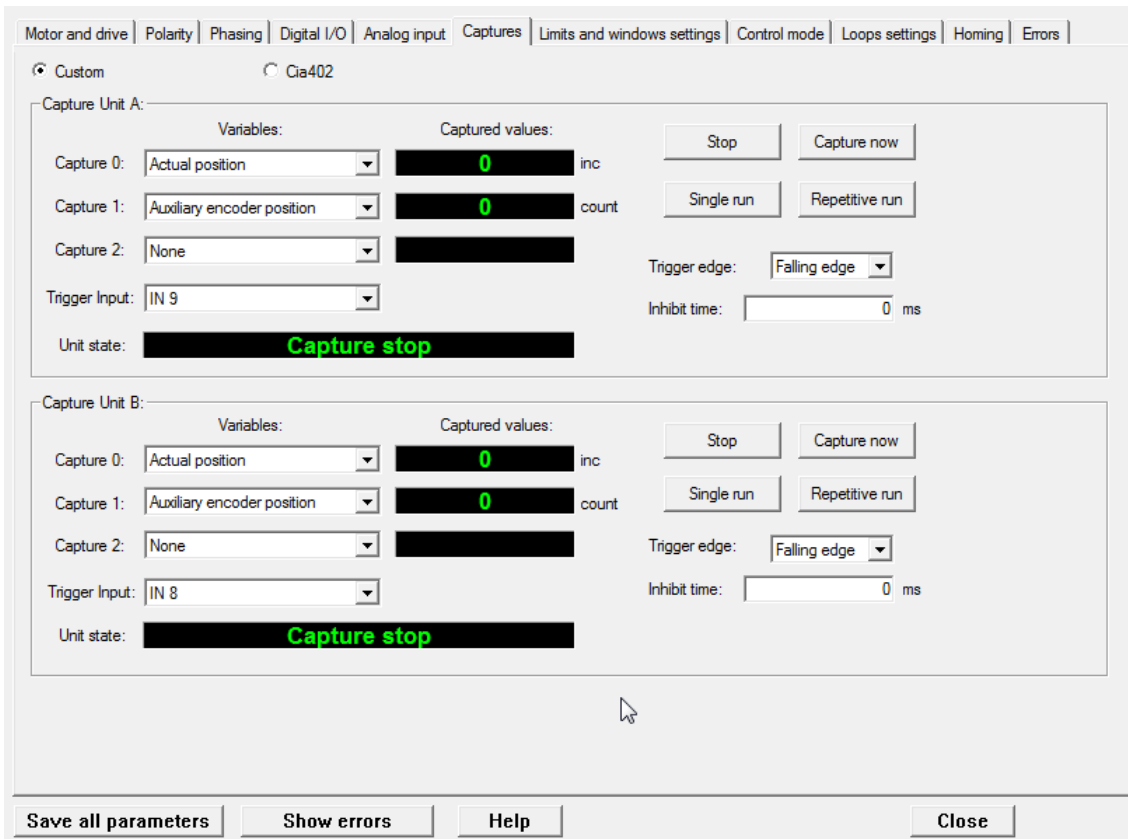 Motor and drive Polarity Phasing Digital I/O Analog input Captures Limits and windows settings Control mode Loops settings Homing Errors
Custom Cia402
Capture Unit A:
Variables: Captured values:
Stop Capture now
Capture 0: Actual position 0 inc
Capture 1: Auxiliary encoder position 0 count
Single run Repetitive run
Capture 2: None
Trigger edge: Falling edge
Trigger Input: IN 9
Inhibit time: 0 ms
Unit state: Capture stop
Capture Unit B:
Variables: Captured values:
Stop Capture now
Capture 0: Actual position 0 inc
Capture 1: Auxiliary encoder position 0 count
Single run Repetitive run
Capture 2: None
Trigger edge: Falling edge
Trigger Input: IN 8
Inhibit time: 0 ms
Unit state: Capture stop
Save all parameters Show errors Help Close